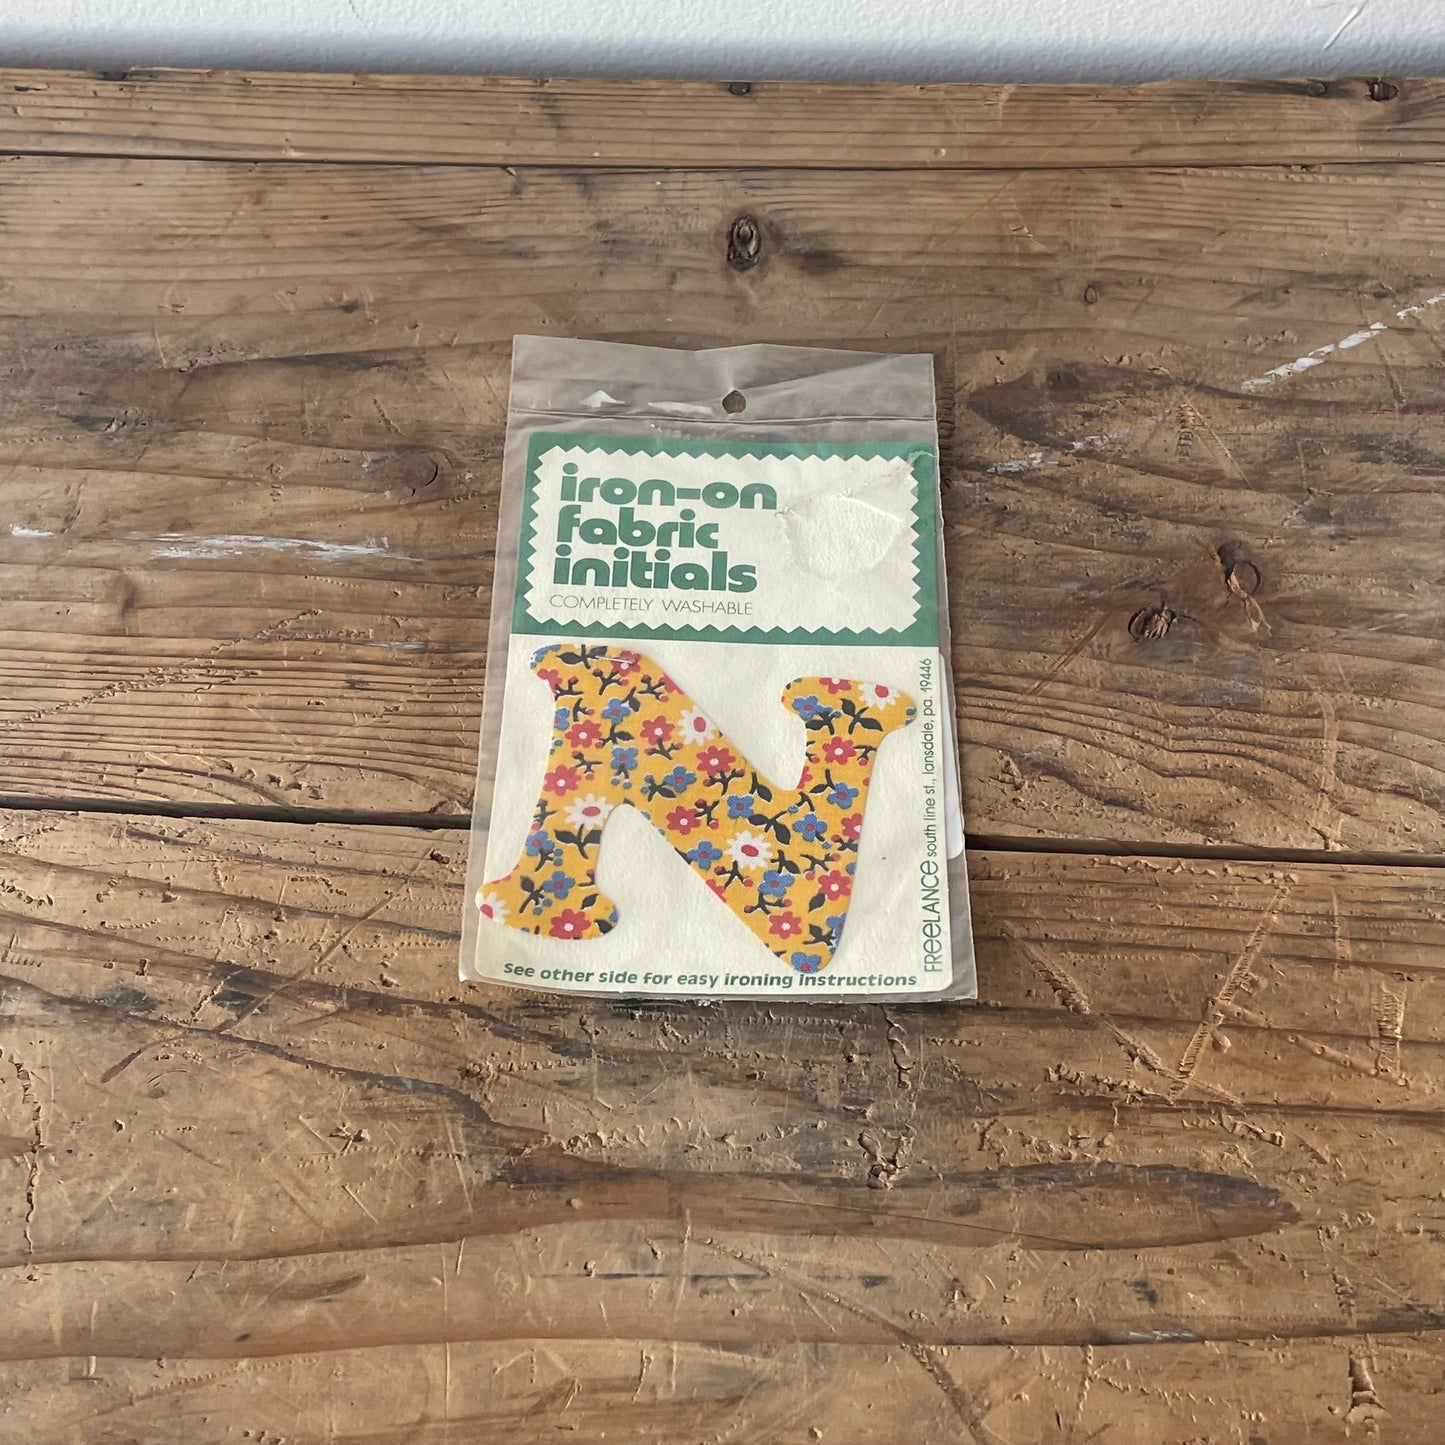 iron-on
fabric
initials
COMPLETELY WASHABLE
N
FREELANCE south line st., lansdale, pa. 19446
see other side for easy ironing instructions